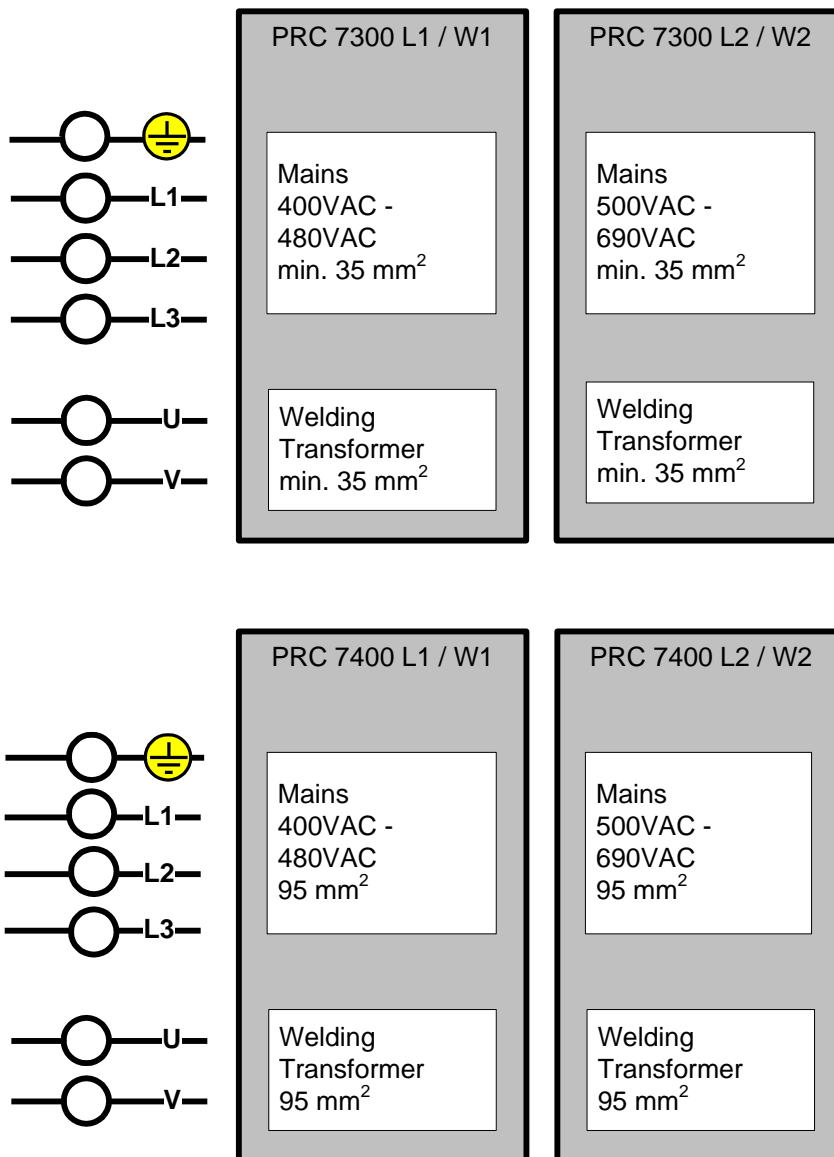 PRC 7300 L1 / W1
PRC 7300 L2 / W2
L1
L2
L3
U
V
Mains
400VAC -
480VAC
min. 35 mm²
Mains
500VAC -
690VAC
min. 35 mm²
Welding
Transformer
min. 35 mm²
Welding
Transformer
min. 35 mm²
PRC 7400 L1 / W1
PRC 7400 L2 / W2
L1
L2
L3
U
V
Mains
400VAC -
480VAC
95 mm²
Mains
500VAC -
690VAC
95 mm²
Welding
Transformer
95 mm²
Welding
Transformer
95 mm²